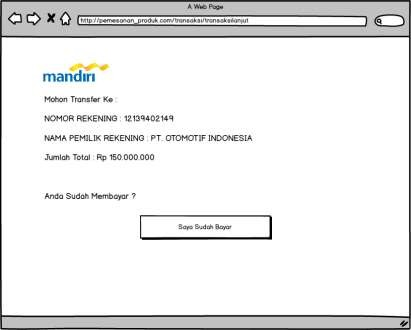 A Web Page
http://pemesanan_produk.com/transaksi/transaksilanjut
mandiri
Mohon Transfer Ke :
NOMOR REKENING : 12139402149
NAMA PEMILIK REKENING : PT. OTOMOTIF INDONESIA
Jumlah Total : Rp 150.000.000
Anda Sudah Membayar ?
Saya Sudah Bayar